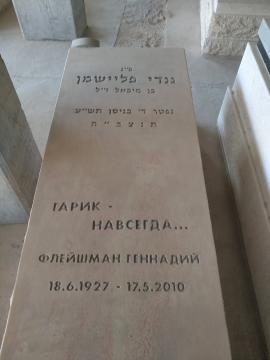 פ״נ
גנדי פליישמן
בן מיכאל ז״ל
נפטר ד׳ בניסן תש״ע
ת נ צ ב ״ ה
ГАРИК -
НАВСЕГДА...
ФЛЕЙШМАН ГЕННАДИЙ
18.6.1927 - 17.5.2010